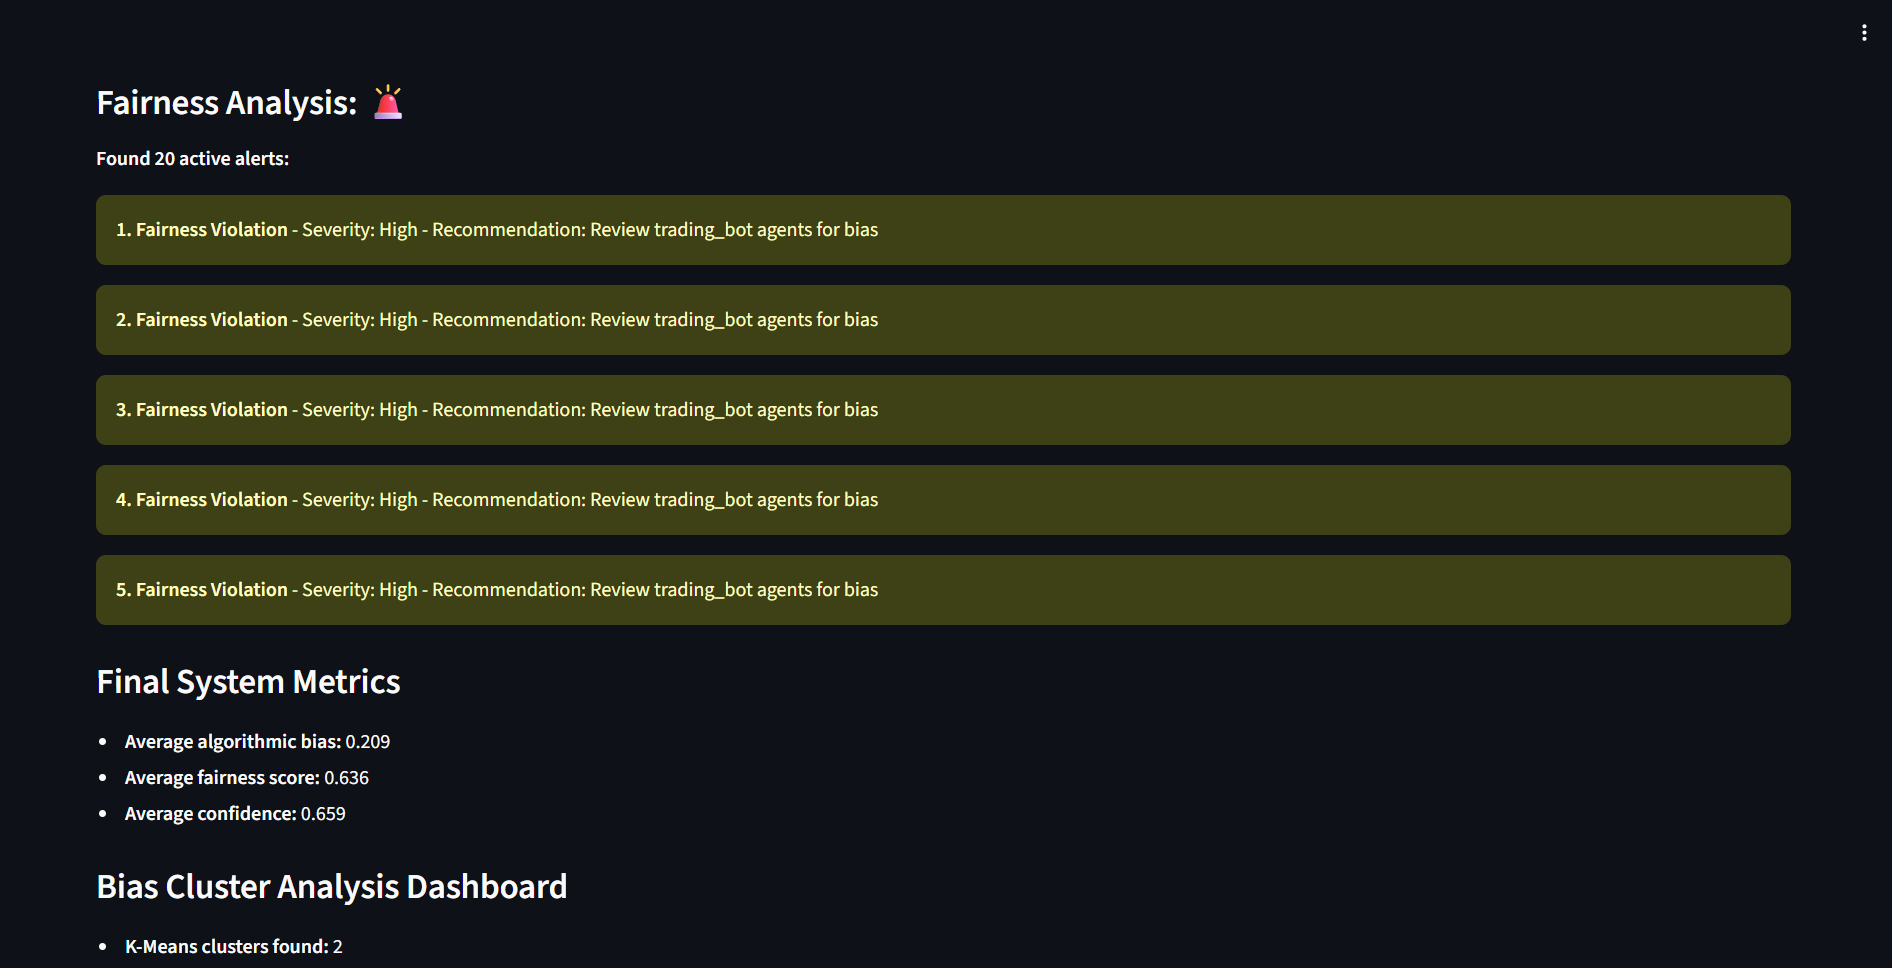 Fairness Analysis: 🚨
Found 20 active alerts:
1. Fairness Violation - Severity: High - Recommendation: Review trading_bot agents for bias
2. Fairness Violation - Severity: High - Recommendation: Review trading_bot agents for bias
3. Fairness Violation - Severity: High - Recommendation: Review trading_bot agents for bias
4. Fairness Violation - Severity: High - Recommendation: Review trading_bot agents for bias
5. Fairness Violation - Severity: High - Recommendation: Review trading_bot agents for bias
Final System Metrics
• Average algorithmic bias: 0.209
• Average fairness score: 0.636
• Average confidence: 0.659
Bias Cluster Analysis Dashboard
• K-Means clusters found: 2